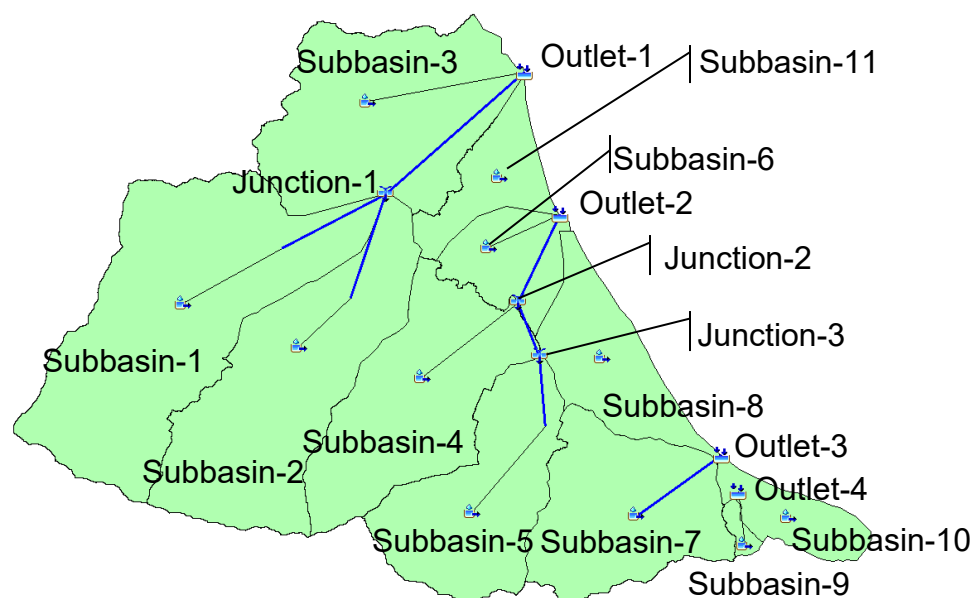 Subbasin-3
Outlet-1
Subbasin-11
Subbasin-6
Junction-1
Outlet-2
Junction-2
Junction-3
Subbasin-1
Subbasin-8
Subbasin-4
Outlet-3
Subbasin-2
Outlet-4
Subbasin-5
Subbasin-7
Subbasin-10
Subbasin-9